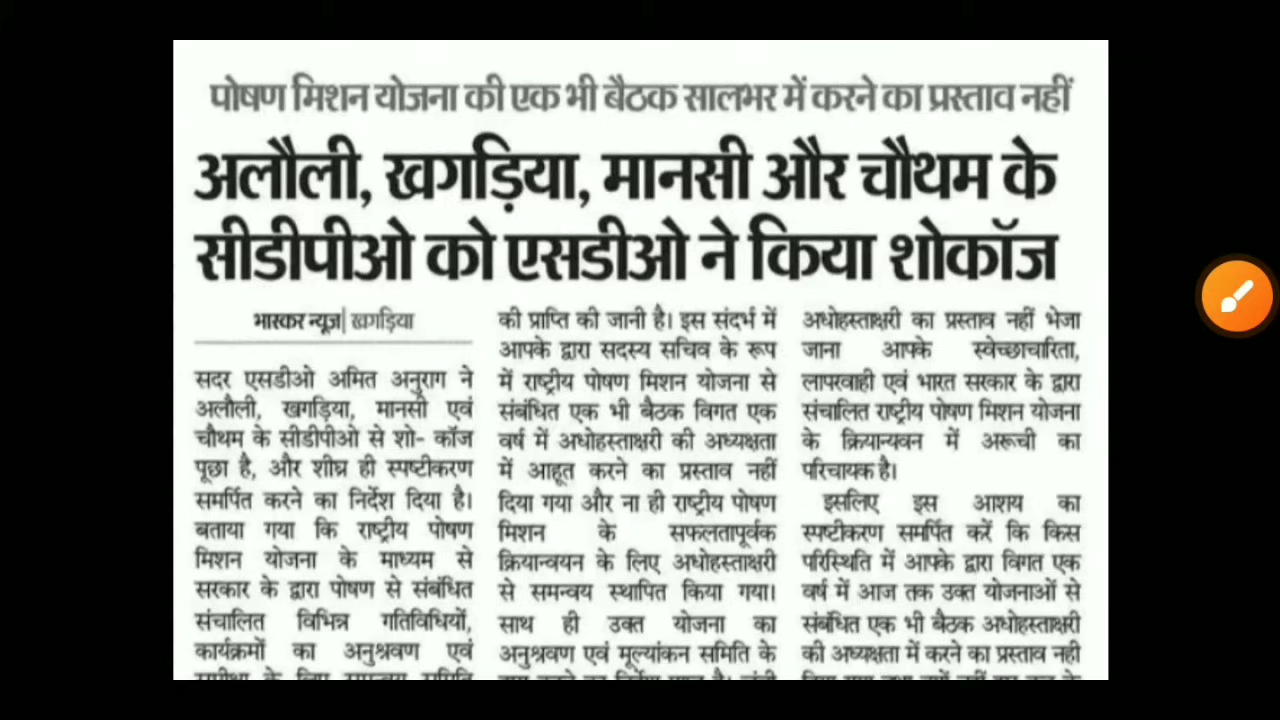 पोषण मिशन योजना की एक भी बैठक सालभर में करने का प्रस्ताव नहीं
अलौली, खगड़िया, मानसी और चौथम के
सीडीपीओ को एसडीओ ने किया शोकॉज
भास्कर न्यूज़| खगड़िया
सदर एसडीओ अमित अनुराग ने
अलौली, खगड़िया, मानसी एवं
चौथम के सीडीपीओ से शो- कॉज
पूछा है, और शीघ्र ही स्पष्टीकरण
समर्पित करने का निर्देश दिया है।
बताया गया कि राष्ट्रीय पोषण
मिशन योजना के माध्यम से
सरकार के द्वारा पोषण से संबंधित
संचालित विभिन्न गतिविधियों,
कार्यक्रमों का अनुश्रवण एवं
की प्राप्ति की जानी है। इस संदर्भ में
आपके द्वारा सदस्य सचिव के रूप
में राष्ट्रीय पोषण मिशन योजना से
संबंधित एक भी बैठक विगत एक
वर्ष में अधोहस्ताक्षरी की अध्यक्षता
में आहूत करने का प्रस्ताव नहीं
दिया गया और ना ही राष्ट्रीय पोषण
मिशन के सफलतापूर्वक
क्रियान्वयन के लिए अधोहस्ताक्षरी
से समन्वय स्थापित किया गया।
साथ ही उक्त योजना का
अनुश्रवण एवं मूल्यांकन समिति के
अधोहस्ताक्षरी का प्रस्ताव नहीं भेजा
जाना आपके स्वेच्छाचारिता,
लापरवाही एवं भारत सरकार के द्वारा
संचालित राष्ट्रीय पोषण मिशन योजना
के क्रियान्यवन में अरूची का
परिचायक है।
इसलिए इस आशय का
स्पष्टीकरण समर्पित करें कि किस
परिस्थिति में आपके द्वारा विगत एक
वर्ष में आज तक उक्त योजनाओं से
संबंधित एक भी बैठक अधोहस्ताक्षरी
की अध्यक्षता में करने का प्रस्ताव नही